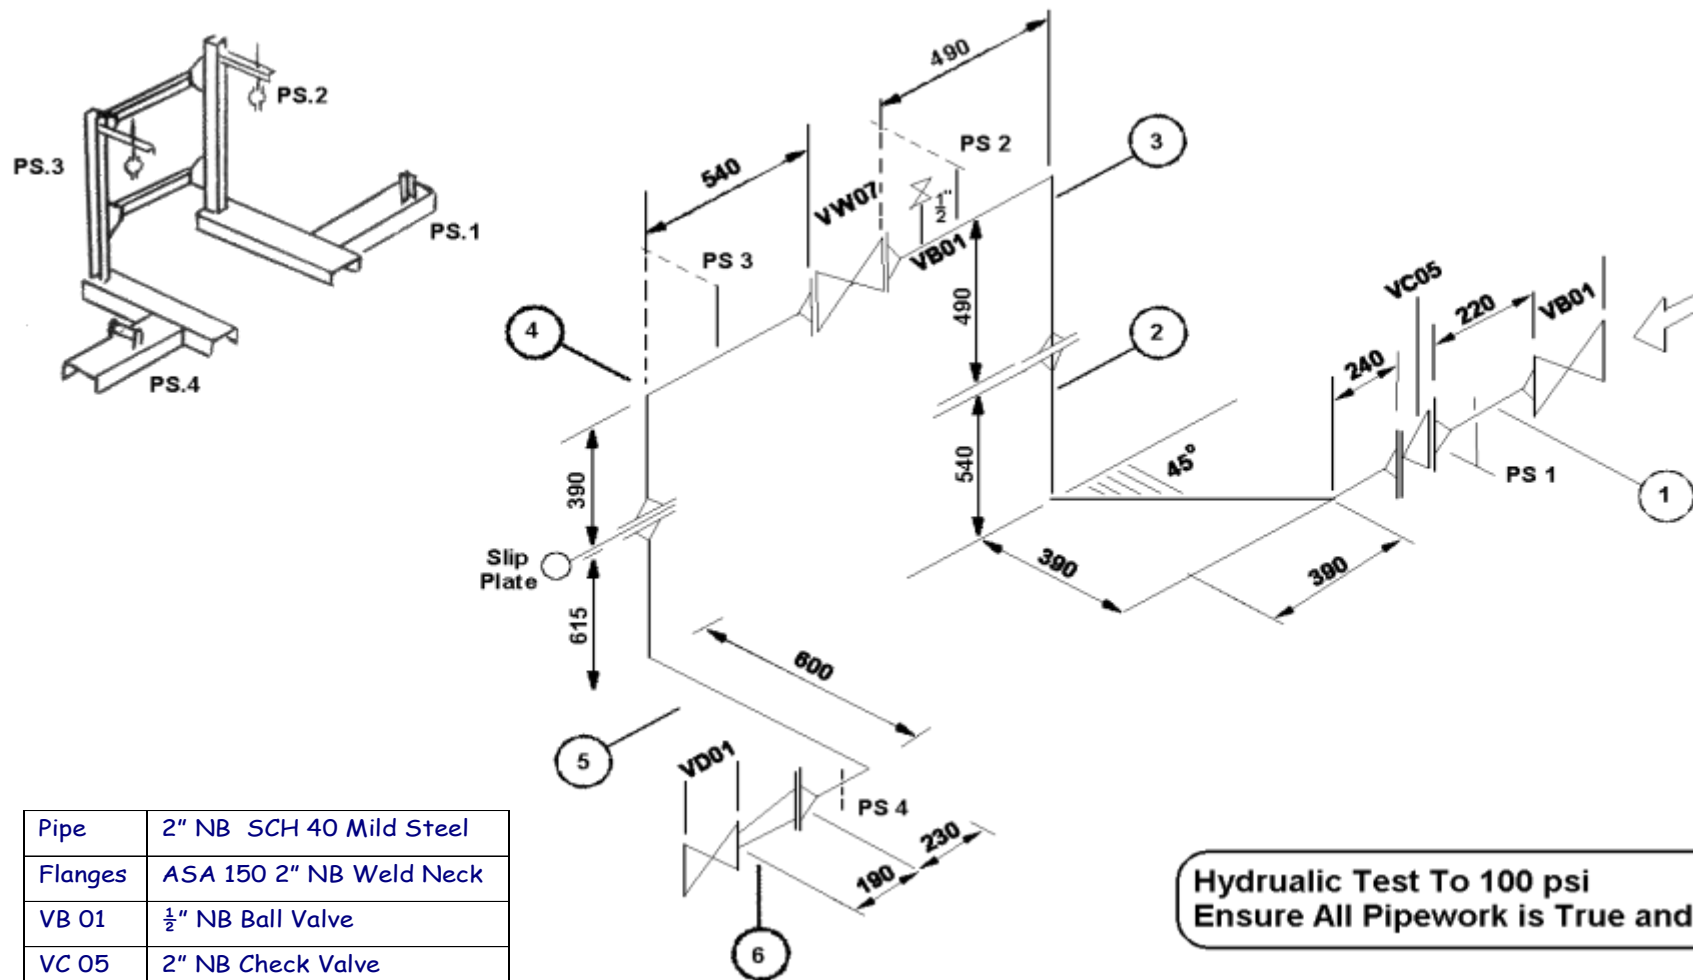 PS.2
PS.3
PS.1
PS.4
490
3
PS 2
540
VW07
1/2"
VB01
PS 3
4
490
2
VC05
220
VB01
240
45°
PS 1
1
390
540
Slip
Plate
615
390
390
600
5
VD01
PS 4
230
190
6
Pipe 2" NB SCH 40 Mild Steel
Flanges ASA 150 2" NB Weld Neck
VB 01 ½" NB Ball Valve
VC 05 2" NB Check Valve
Hydrualic Test To 100 psi
Ensure All Pipework is True and